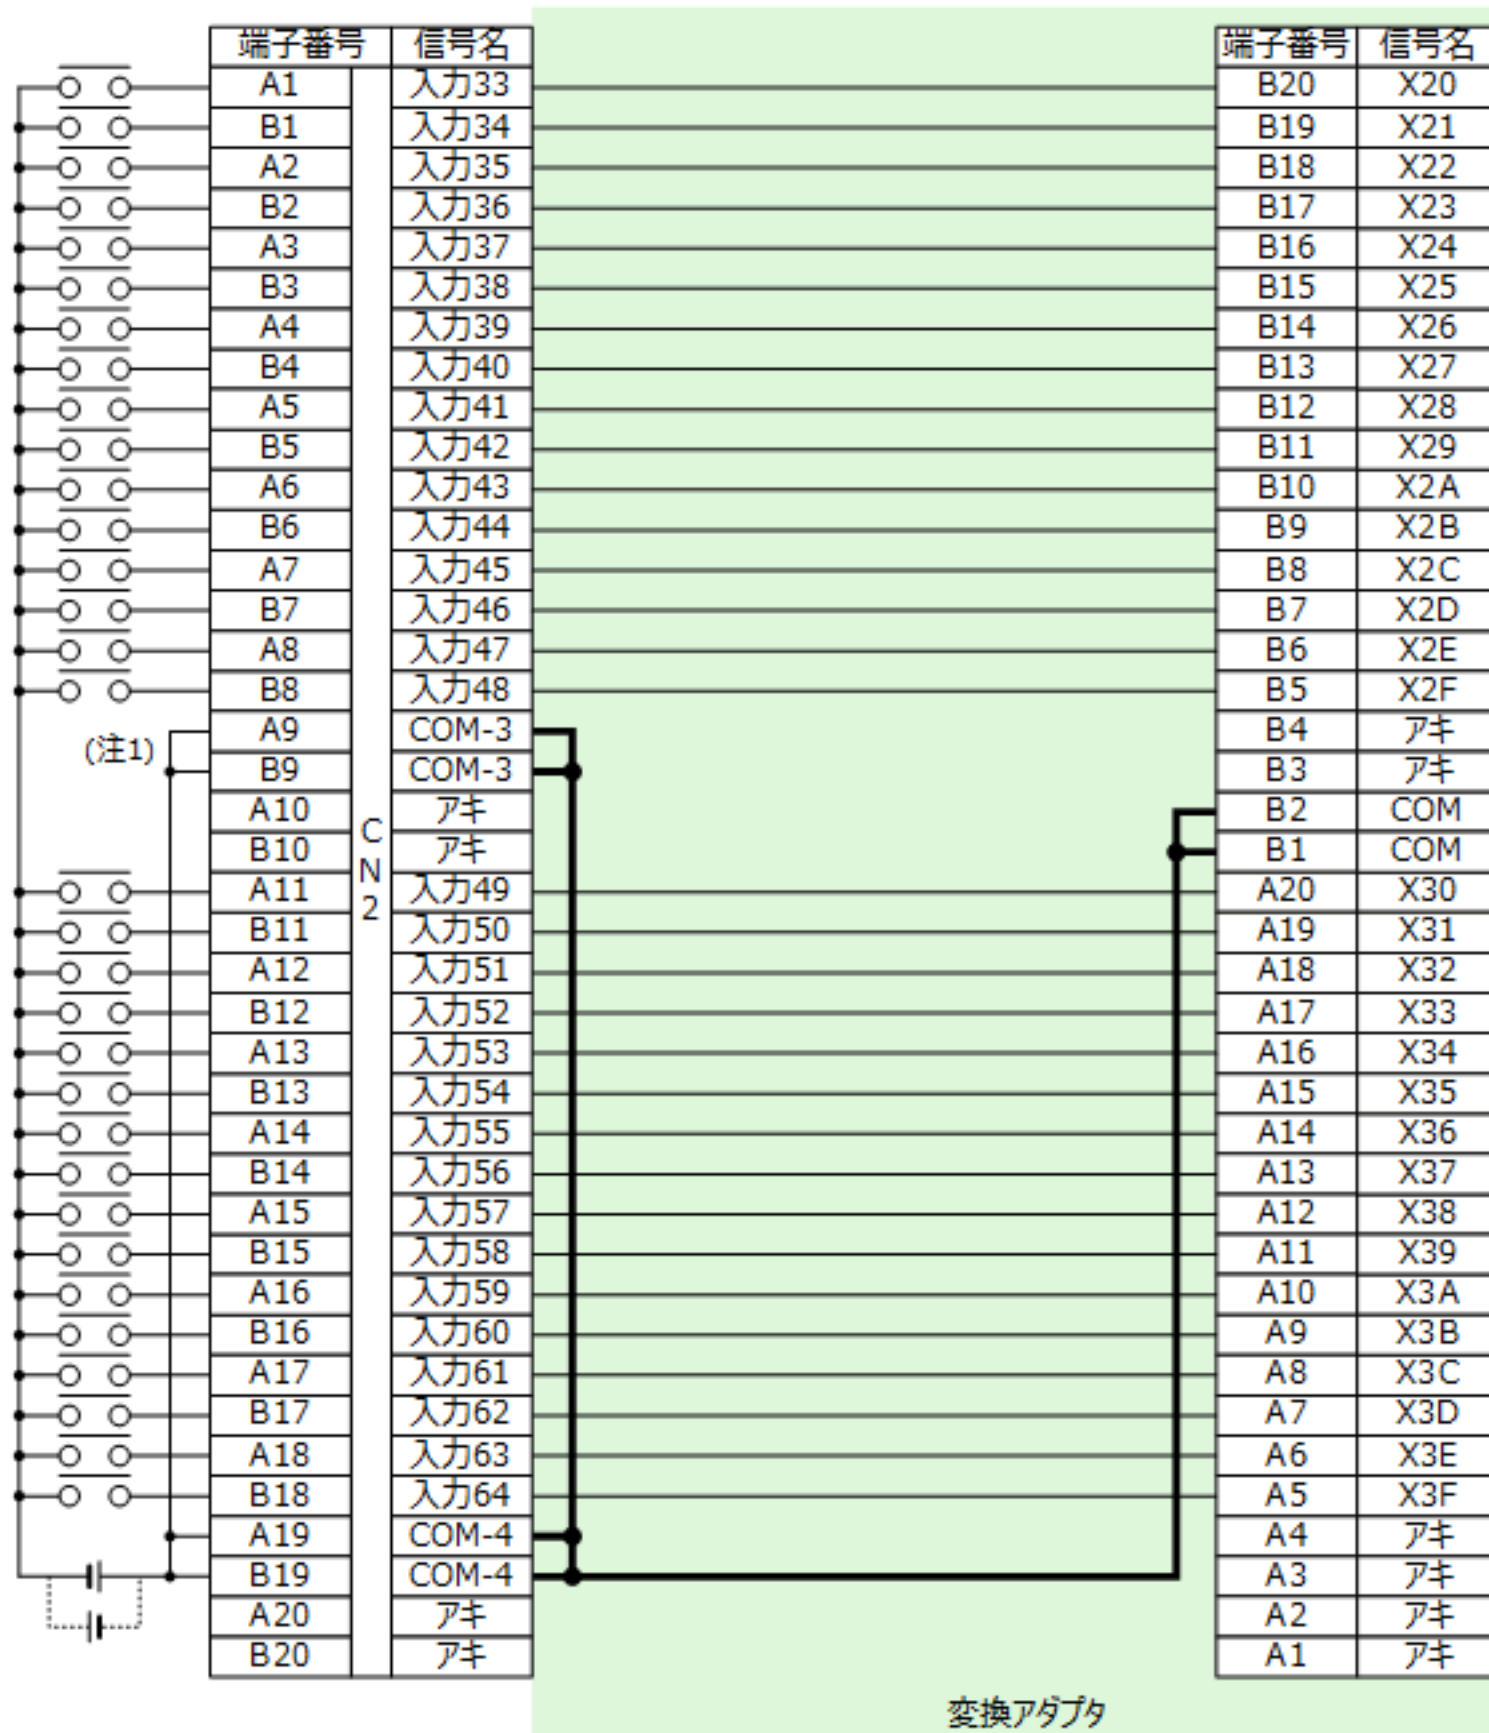 端子番号 信号名 端子番号 信号名
A1 入力33 B20 X20
B1 入力34 B19 X21
A2 入力35 B18 X22
B2 入力36 B17 X23
A3 入力37 B16 X24
B3 入力38 B15 X25
A4 入力39 B14 X26
B4 入力40 B13 X27
A5 入力41 B12 X28
B5 入力42 B11 X29
A6 入力43 B10 X2A
B6 入力44 B9 X2B
A7 入力45 B8 X2C
B7 入力46 B7 X2D
A8 入力47 B6 X2E
B8 入力48 B5 X2F
A9 COM-3 B4 アキ
(注1)
B9 COM-3 B3 アキ
A10 アキ B2 COM
CN2
B10 アキ B1 COM
A11 入力49 A20 X30
B11 入力50 A19 X31
A12 入力51 A18 X32
B12 入力52 A17 X33
A13 入力53 A16 X34
B13 入力54 A15 X35
A14 入力55 A14 X36
B14 入力56 A13 X37
A15 入力57 A12 X38
B15 入力58 A11 X39
A16 入力59 A10 X3A
B16 入力60 A9 X3B
A17 入力61 A8 X3C
B17 入力62 A7 X3D
A18 入力63 A6 X3E
B18 入力64 A5 X3F
A19 COM-4 A4 アキ
B19 COM-4 A3 アキ
A20 アキ A2 アキ
B20 アキ A1 アキ
変換アダプタ